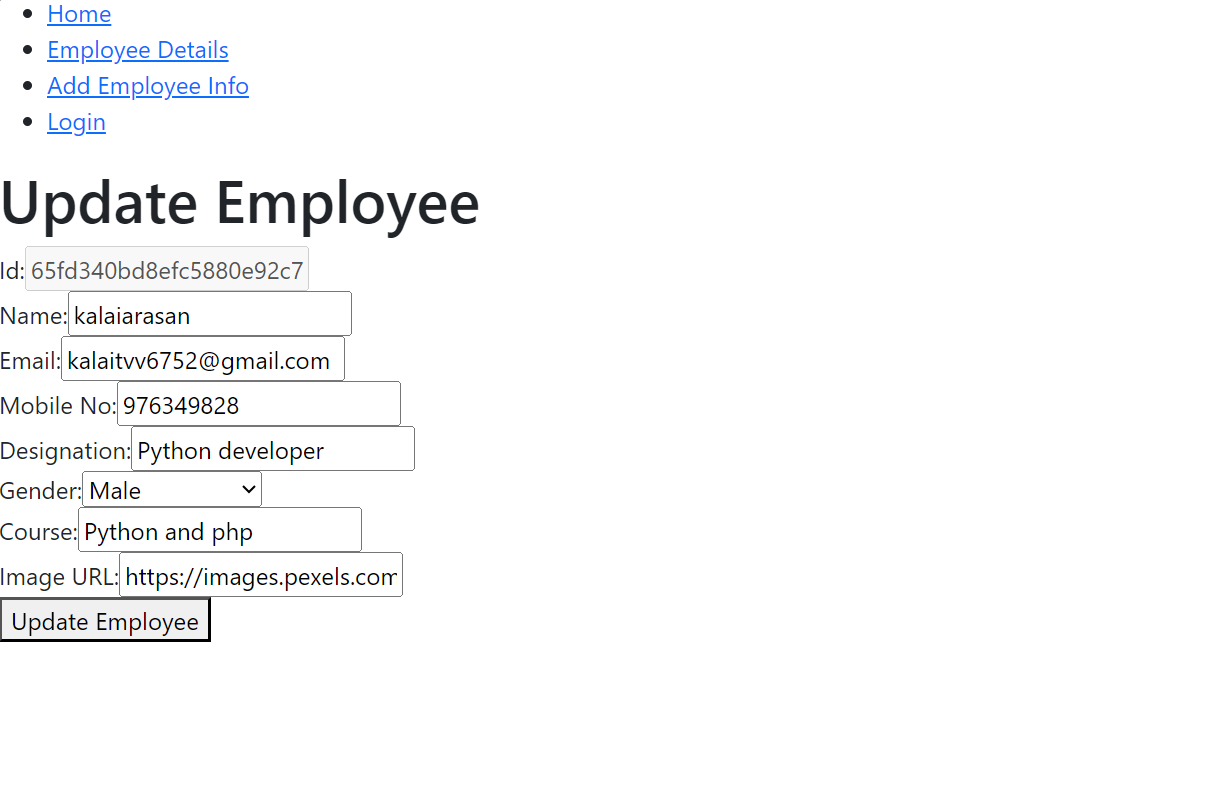 Home
Employee Details
Add Employee Info
Login
Update Employee
Id: 65fd340bd8efc5880e92c7
Name: kalaiarasan
Email: kalaitvv6752@gmail.com
Mobile No: 976349828
Designation: Python developer
Gender: Male
Course: Python and php
Image URL: https://images.pexels.com
Update Employee